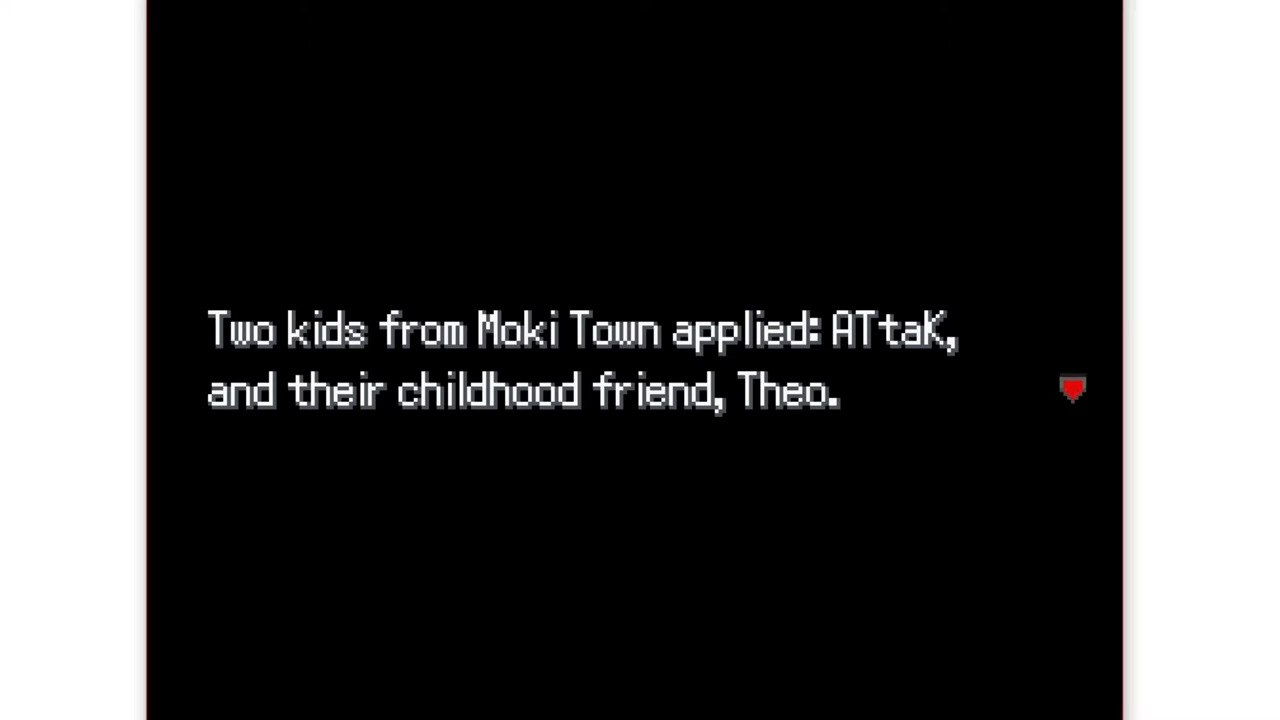 Two kids from Moki Town applied: ATtaK,
and their childhood friend, Theo.